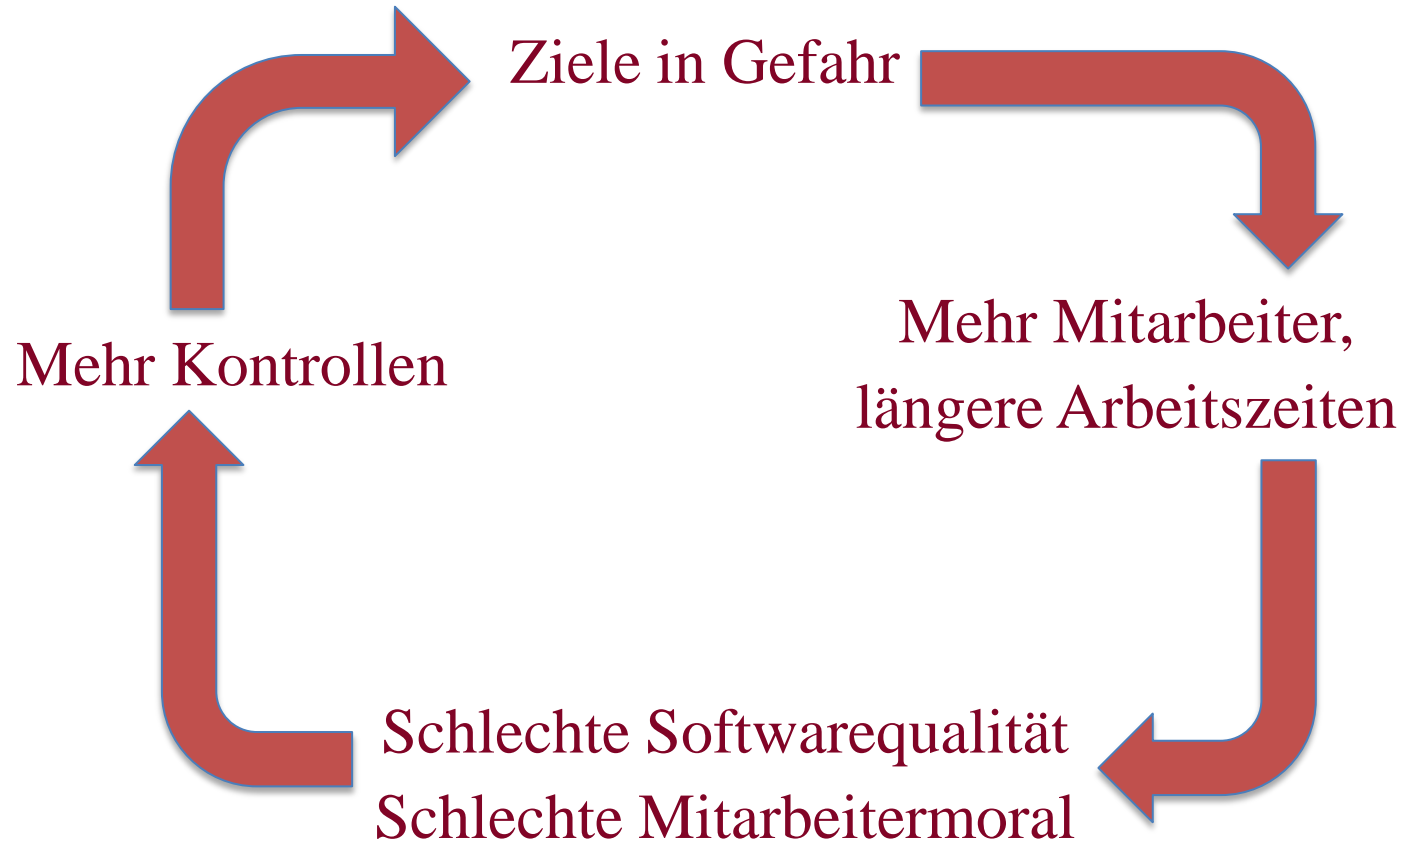 Ziele in Gefahr
Mehr Mitarbeiter,
längere Arbeitszeiten
Schlechte Softwarequalität
Schlechte Mitarbeitermoral
Mehr Kontrollen